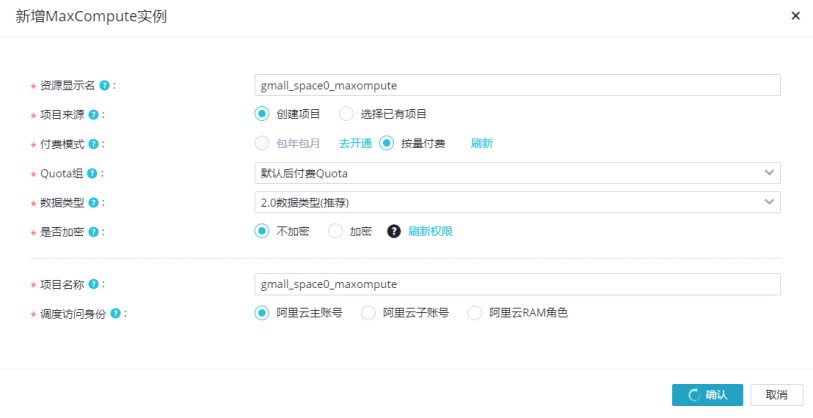 新增MaxCompute实例
* 资源显示名 ? : gmall_space0_maxompute
* 项目来源 ? : 创建项目 选择已有项目
* 付费模式 ? : 包年包月 去开通 按量付费 刷新
* Quota组 ? : 默认后付费Quota
* 数据类型 ? : 2.0数据类型(推荐)
* 是否加密 ? : 不加密 加密 ? 刷新权限
* 项目名称 ? : gmall_space0_maxompute
* 调度访问身份 ? : 阿里云主账号 阿里云子账号 阿里云RAM角色
确认 取消